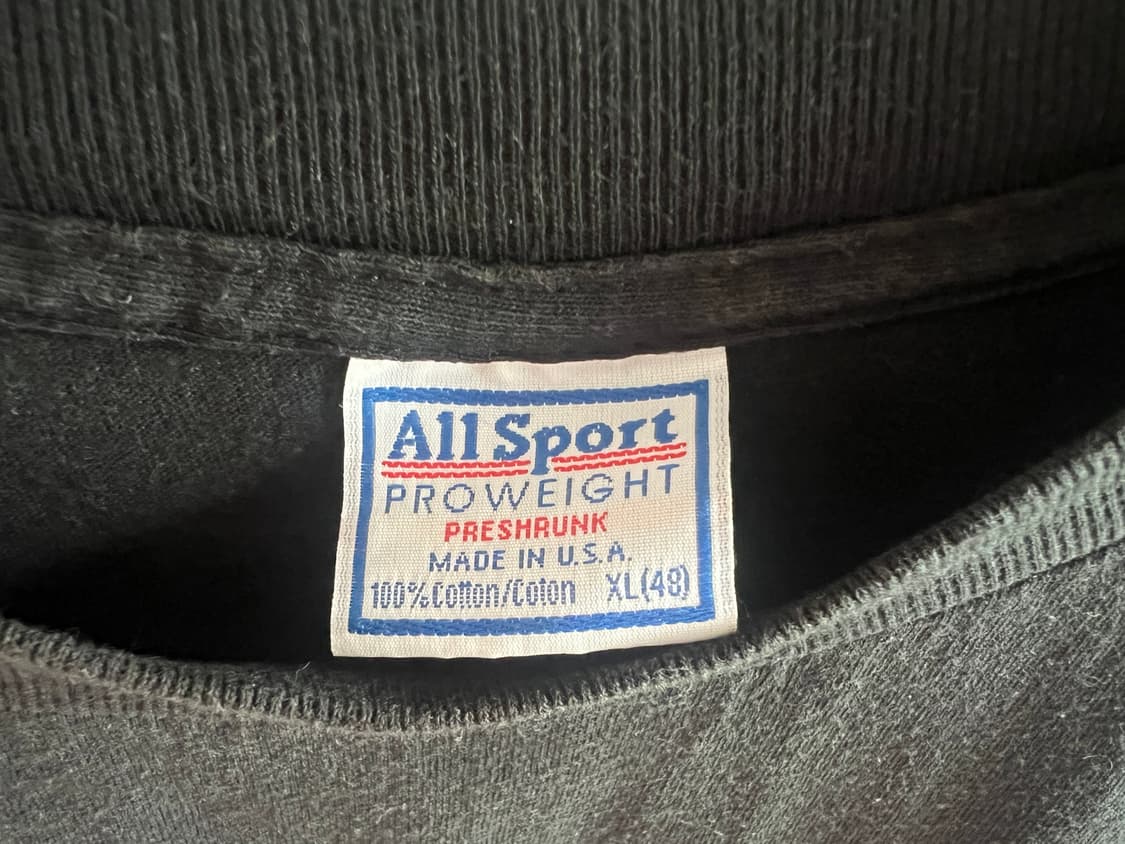 All Sport
PROWEIGHT
PRESHRUNK
MADE IN U.S.A.
100% Cotton/Coton XL(48)